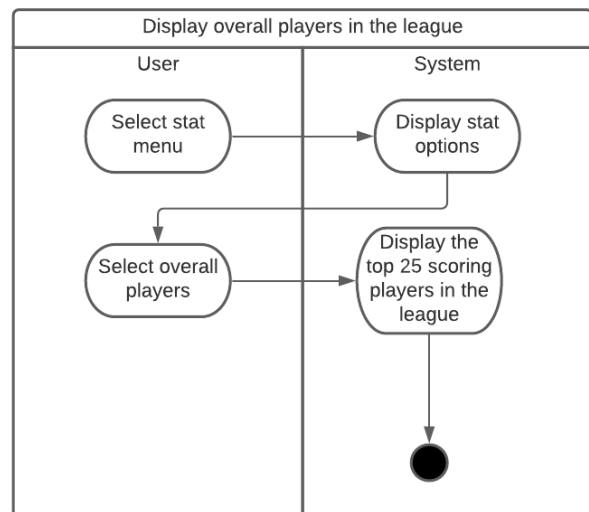 Display overall players in the league
User
System
Select stat
menu
Display stat
options
Select overall
players
Display the
top 25 scoring
players in the
league